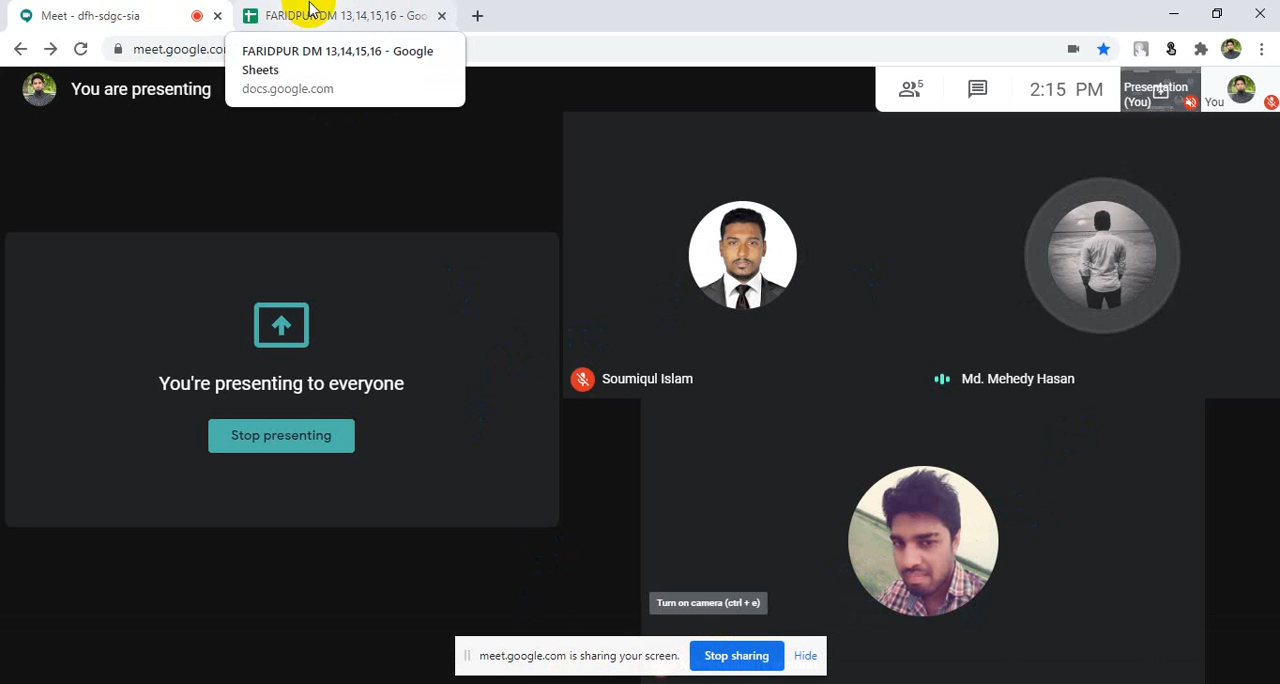 Meet - dfh-sdgc-sia
FARIDPUR DM 13,14,15,16 - Goo
meet.google.co
FARIDPUR DM 13,14,15,16 - Google
Sheets
docs.google.com
You are presenting
5
2:15 PM
Presentation
(You)
You
You're presenting to everyone
Stop presenting
Soumiqul Islam
Md. Mehedy Hasan
Turn on camera (ctrl + e)
meet.google.com is sharing your screen.
Stop sharing
Hide